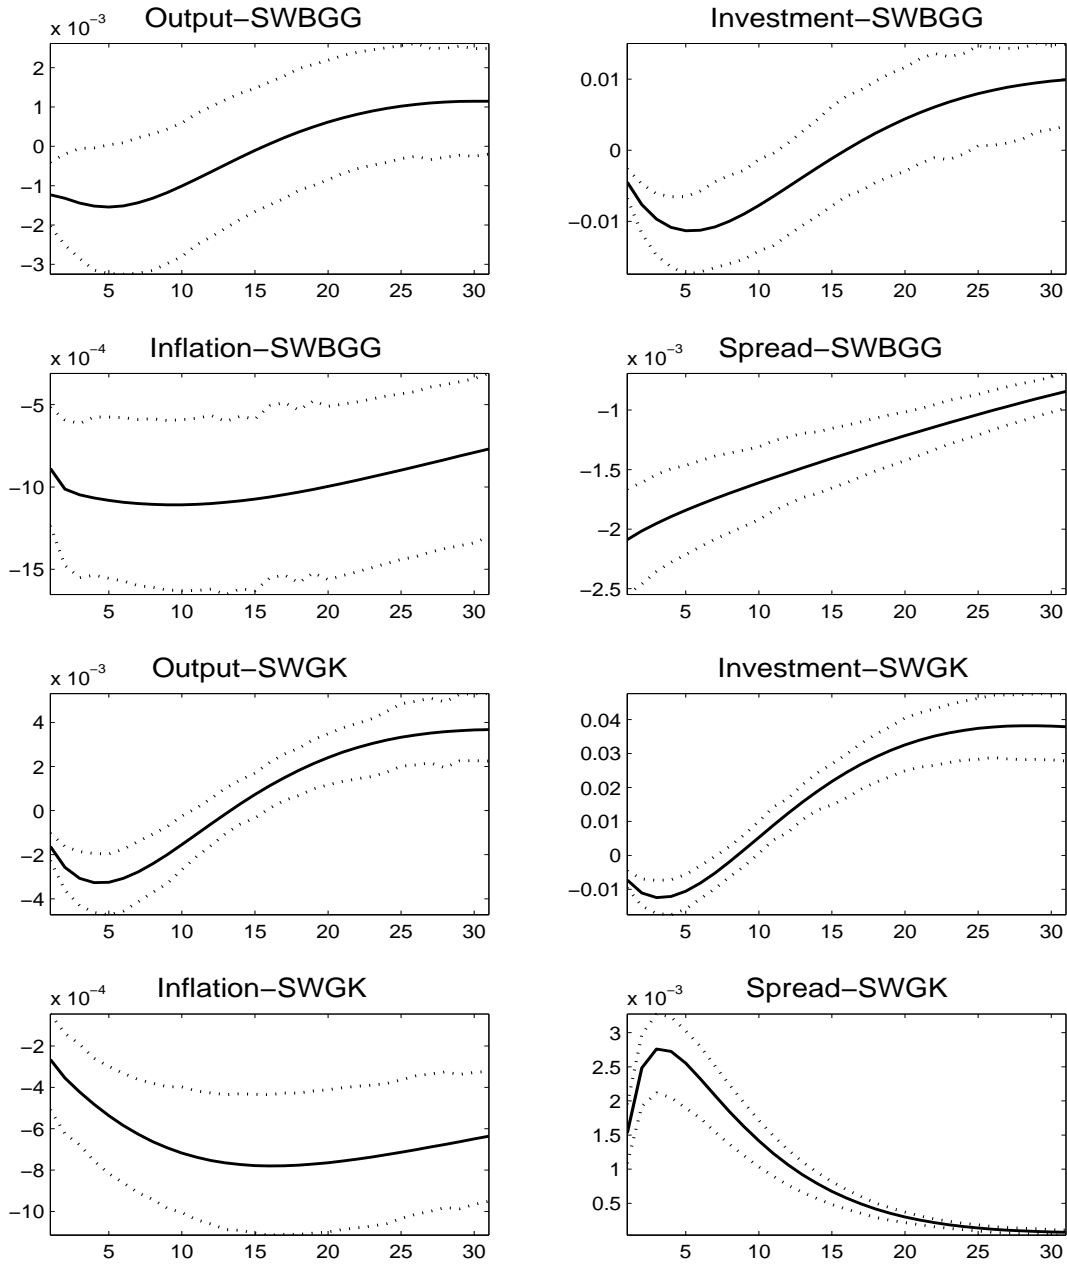 Output−SWBGG
x 10−3
2
1
0
−1
−2
−3
5 10 15 20 25 30
Investment−SWBGG
0.01
0
−0.01
5 10 15 20 25 30
Inflation−SWBGG
x 10−4
−5
−10
−15
5 10 15 20 25 30
Spread−SWBGG
x 10−3
−1
−1.5
−2
−2.5
5 10 15 20 25 30
Output−SWGK
x 10−3
4
2
0
−2
−4
5 10 15 20 25 30
Investment−SWGK
0.04
0.03
0.02
0.01
0
−0.01
5 10 15 20 25 30
Inflation−SWGK
x 10−4
−2
−4
−6
−8
−10
5 10 15 20 25 30
Spread−SWGK
x 10−3
3
2.5
2
1.5
1
0.5
5 10 15 20 25 30